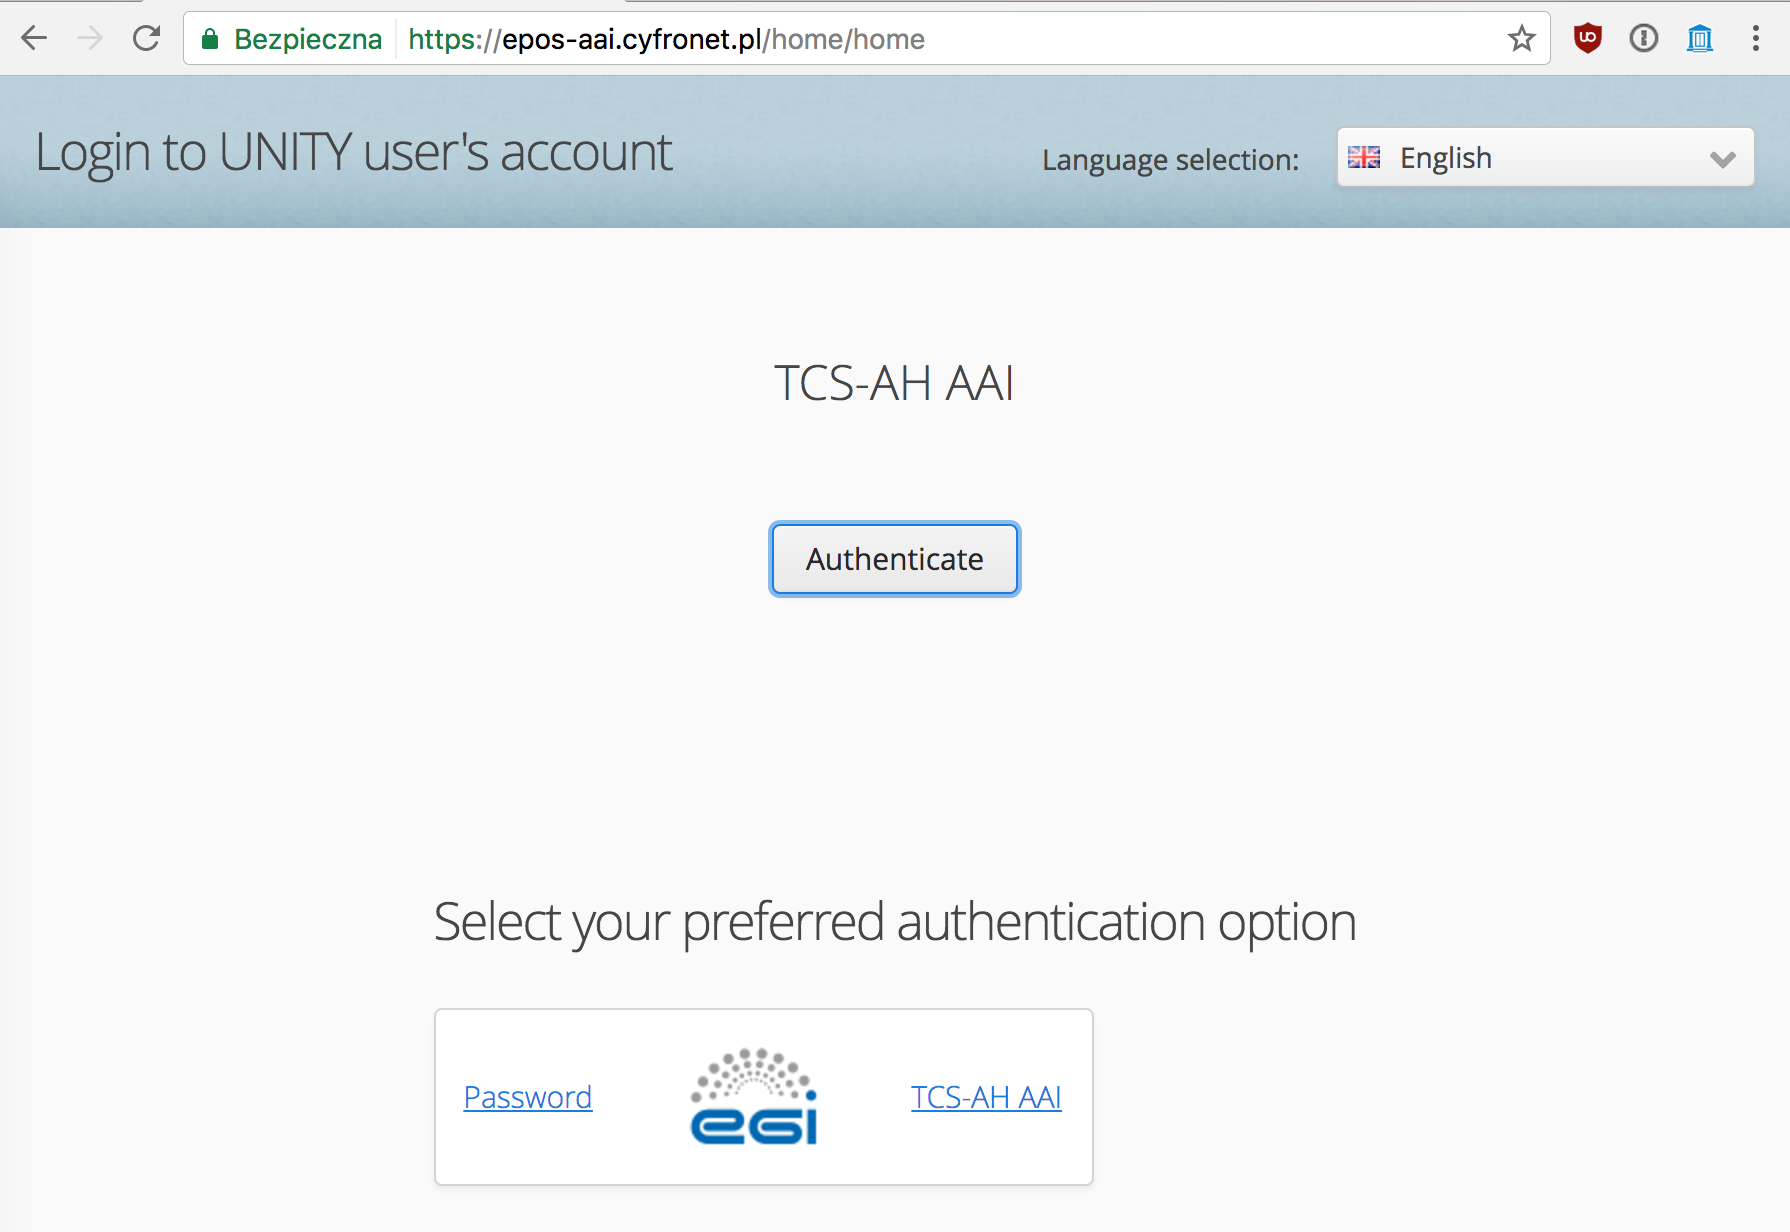 Bezpieczna https://epos-aai.cyfronet.pl/home/home
Login to UNITY user's account
Language selection: English
TCS-AH AAI
Authenticate
Select your preferred authentication option
Password egi TCS-AH AAI